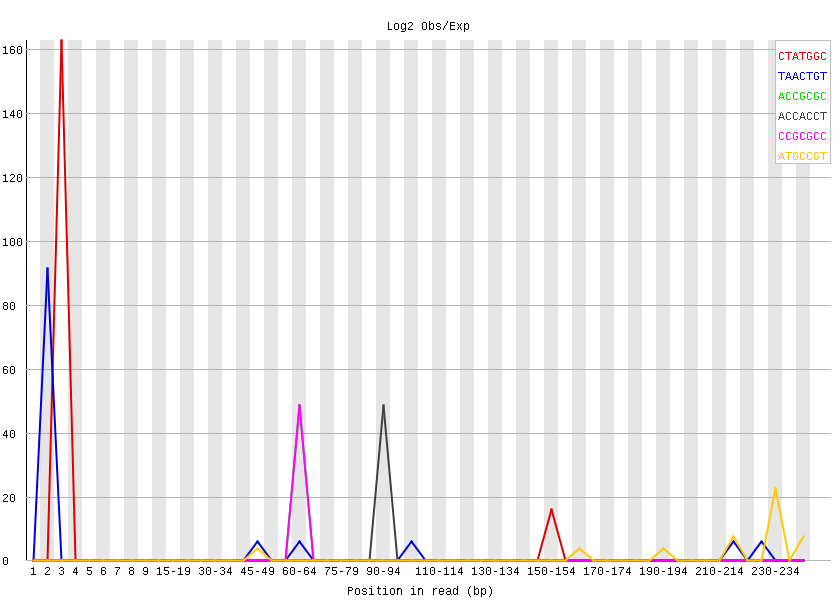 Log2 Obs/Exp
160
140
120
100
80
60
40
20
0
CTATGGC
TAACTGT
ACCGCGC
ACCACCT
CCGCGCC
ATGCCGT
1 2 3 4 5 6 7 8 9 15-19 30-34 45-49 60-64 75-79 90-94 110-114 130-134 150-154 170-174 190-194 210-214 230-234
Position in read (bp)